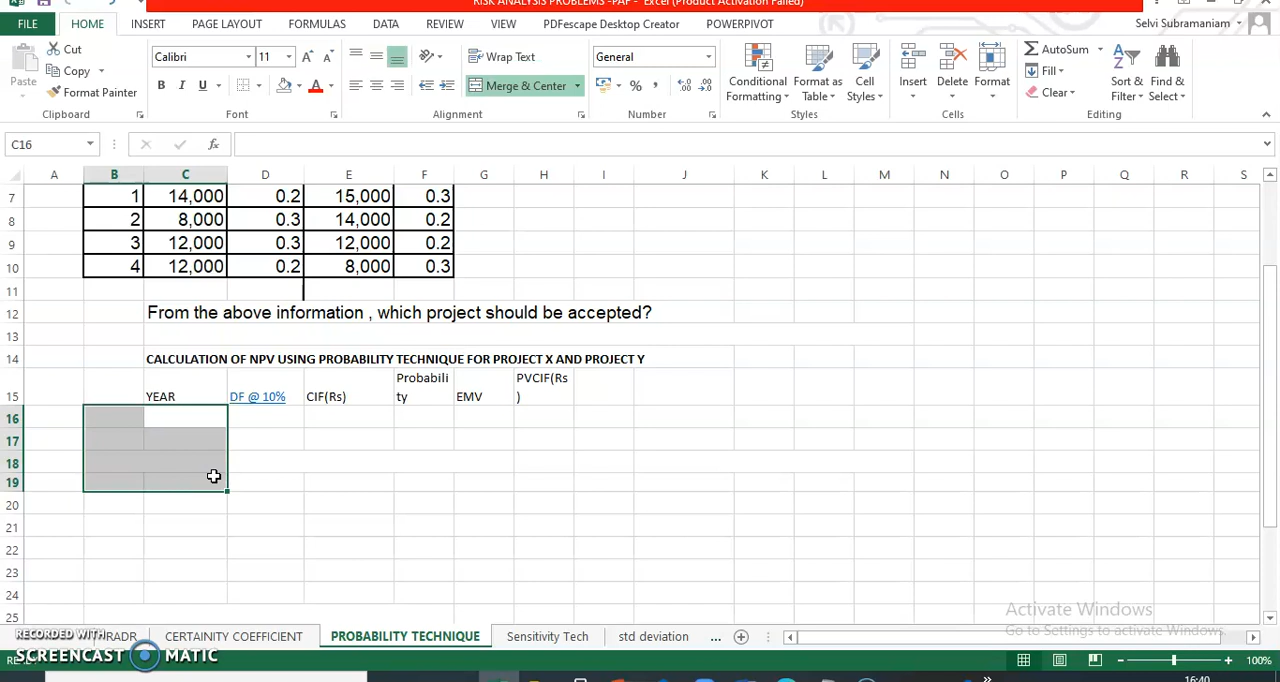 RISK ANALYSIS PROBLEMS -PAF - Excel (Product Activation Failed)
FILE HOME INSERT PAGE LAYOUT FORMULAS DATA REVIEW VIEW PDFescape Desktop Creator POWERPIVOT Selvi Subramaniam
Paste Cut Copy Format Painter
Calibri 11
B I U A
Wrap Text
Merge & Center
General
%
Conditional Formatting
Format as Table
Cell Styles
Insert Delete Format
AutoSum
Fill
Clear
Sort & Filter
Find & Select
Clipboard Font Alignment Number Styles Cells Editing
C16 fx
A B C D E F G H I J K L M N O P Q R S
7 1 14,000 0.2 15,000 0.3
8 2 8,000 0.3 14,000 0.2
9 3 12,000 0.3 12,000 0.2
10 4 12,000 0.2 8,000 0.3
11
12 From the above information , which project should be accepted?
13
14 CALCULATION OF NPV USING PROBABILITY TECHNIQUE FOR PROJECT X AND PROJECT Y
15 YEAR DF @ 10% CIF(Rs) Probabili ty EMV PVCIF(Rs )
16
17
18
19
20
21
22
23
24
25
Activate Windows
Go to Settings to activate Windows.
RADR CERTAINITY COEFFICIENT PROBABILITY TECHNIQUE Sensitivity Tech std deviation ...
RECORDED WITH
SCREENCAST MATIC
100%
16:40